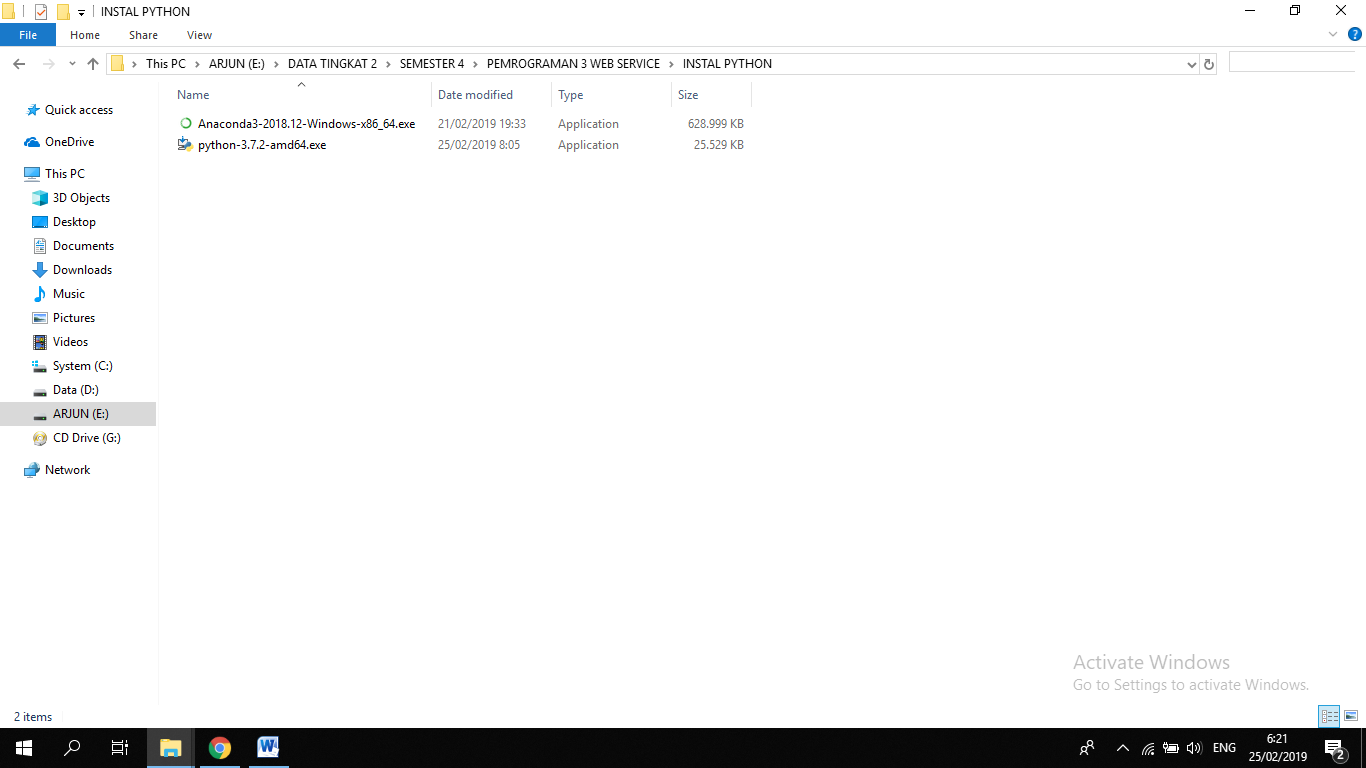 INSTAL PYTHON
File Home Share View
This PC ARJUN (E:) DATA TINGKAT 2 SEMESTER 4 PEMROGRAMAN 3 WEB SERVICE INSTAL PYTHON
Name Date modified Type Size
Anaconda3-2018.12-Windows-x86_64.exe 21/02/2019 19:33 Application 628.999 KB
python-3.7.2-amd64.exe 25/02/2019 8:05 Application 25.529 KB
Quick access
OneDrive
This PC
3D Objects
Desktop
Documents
Downloads
Music
Pictures
Videos
System (C:)
Data (D:)
ARJUN (E:)
CD Drive (G:)
Network
Activate Windows
Go to Settings to activate Windows.
2 items
ENG
6:21
25/02/2019
2